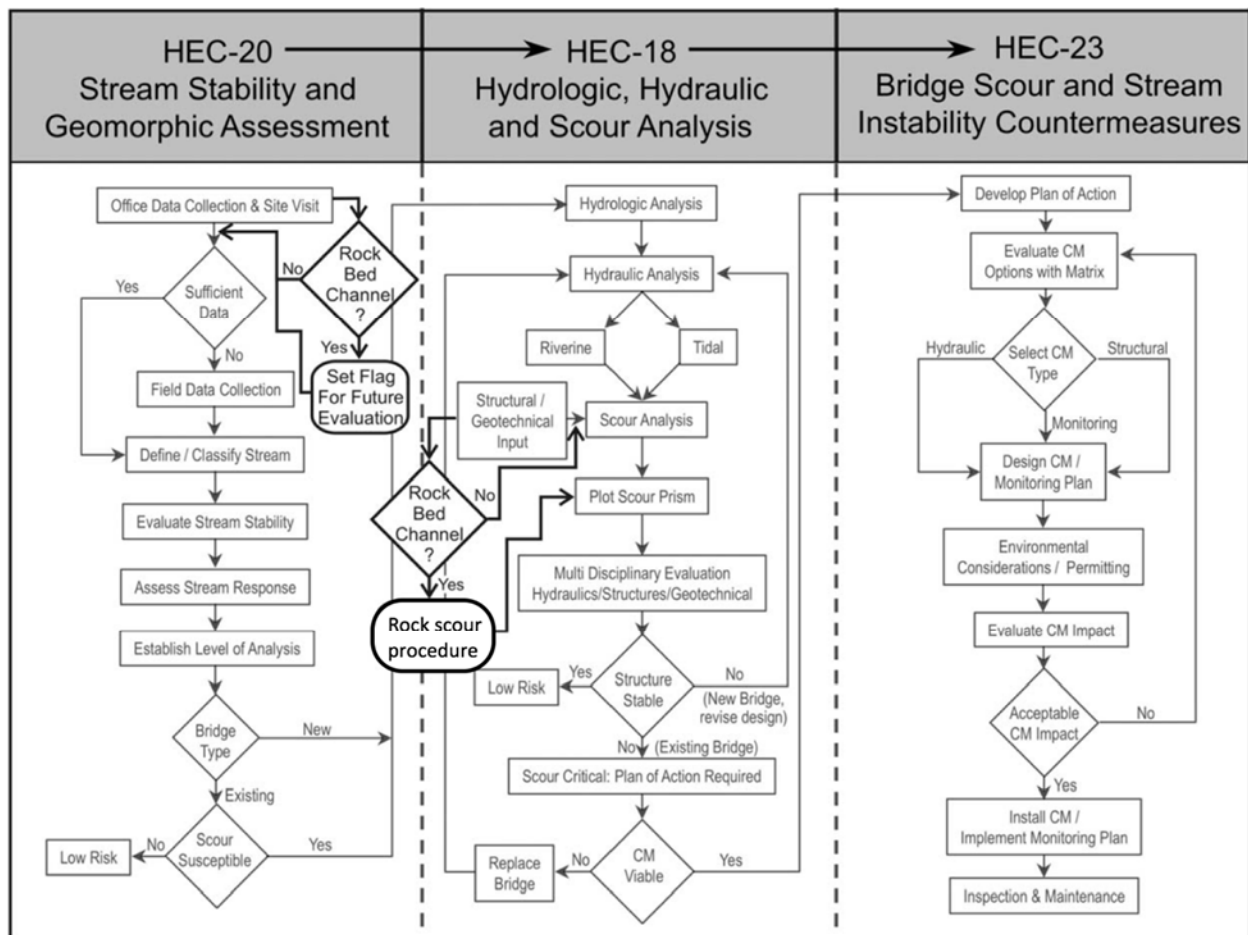 HEC-20
Stream Stability and
Geomorphic Assessment
HEC-18
Hydrologic, Hydraulic
and Scour Analysis
HEC-23
Bridge Scour and Stream
Instability Countermeasures
Office Data Collection & Site Visit
Rock
Bed
Channel
?
No
Yes
Sufficient
Data
Yes
No
Set Flag
For Future
Evaluation
Field Data Collection
Define / Classify Stream
Evaluate Stream Stability
Assess Stream Response
Establish Level of Analysis
Bridge
Type
New
Existing
Scour
Susceptible
No
Yes
Low Risk
Hydrologic Analysis
Hydraulic Analysis
Riverine
Tidal
Structural /
Geotechnical
Input
Scour Analysis
Rock
Bed
Channel
?
No
Yes
Plot Scour Prism
Rock scour
procedure
Multi Disciplinary Evaluation
Hydraulics/Structures/Geotechnical
Structure
Stable
Yes
Low Risk
No
(New Bridge,
revise design)
No (Existing Bridge)
Scour Critical: Plan of Action Required
CM
Viable
No
Replace
Bridge
Yes
Develop Plan of Action
Evaluate CM
Options with Matrix
Select CM
Type
Hydraulic
Structural
Monitoring
Design CM /
Monitoring Plan
Environmental
Considerations / Permitting
Evaluate CM Impact
Acceptable
CM Impact
No
Yes
Install CM /
Implement Monitoring Plan
Inspection & Maintenance